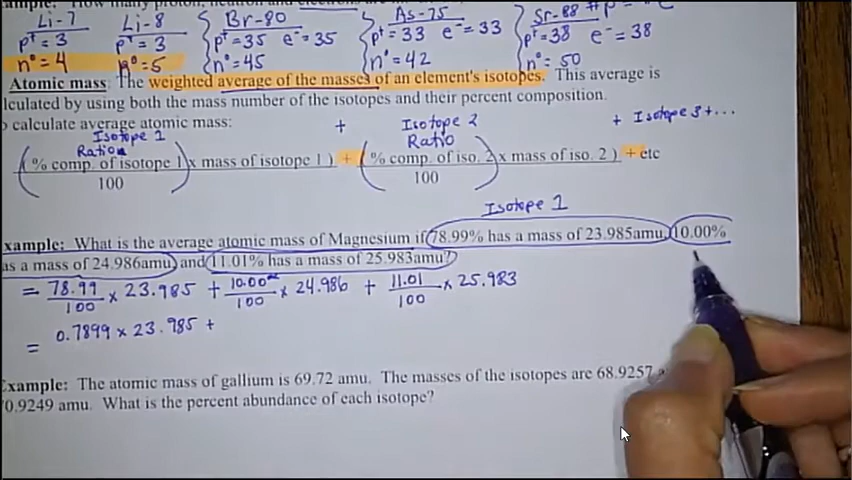 How many proton, neutron and electrons
Li-7 Li-8 Br-80 As-75 Sr-88 #p
p⁺=3 p⁺=3 p⁺=35 e⁻=35 p⁺=33 e⁻=33 p⁺=38 e⁻=38
n°=4 n°=5 n°=45 n°=42 n°=50
Atomic mass: The weighted average of the masses of an element's isotopes. This average is
lculated by using both the mass number of the isotopes and their percent composition.
o calculate average atomic mass:
Isotope 1 + Isotope 2 + Isotope 3 + ...
Ratio Ratio
( % comp. of isotope 1 x mass of isotope 1 ) + ( % comp. of iso. 2 x mass of iso. 2 ) + etc
100 100
Isotope 1
xample: What is the average atomic mass of Magnesium if 78.99% has a mass of 23.985amu, 10.00%
as a mass of 24.986amu, and 11.01% has a mass of 25.983amu?
= 78.99/100 x 23.985 + 10.00/100 x 24.986 + 11.01/100 x 25.983
= 0.7899 x 23.985 +
Example: The atomic mass of gallium is 69.72 amu. The masses of the isotopes are 68.9257
70.9249 amu. What is the percent abundance of each isotope?